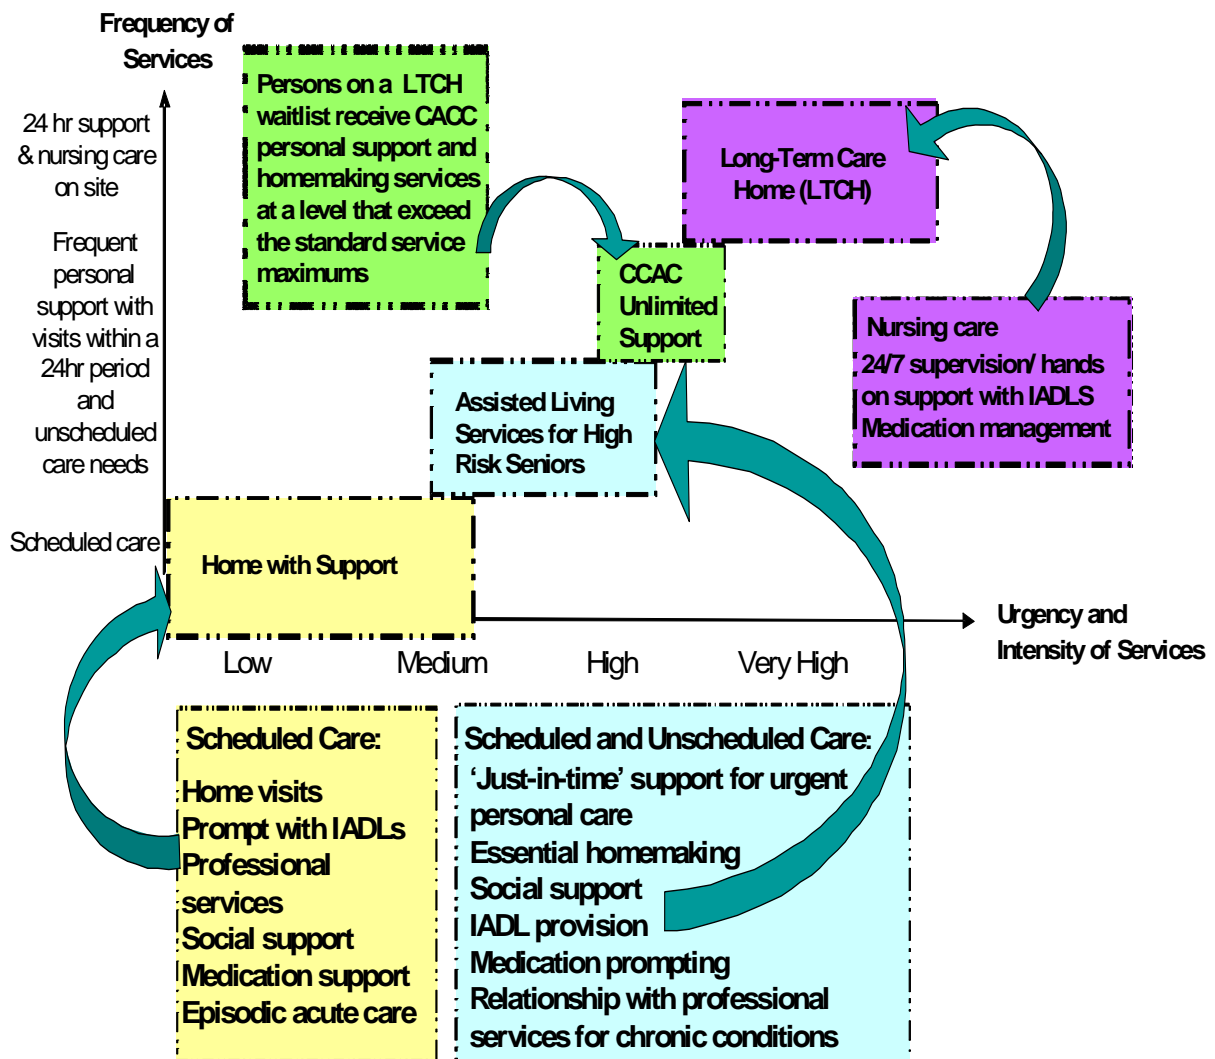 Frequency of
Services
24 hr support
& nursing care
on site
Frequent
personal
support with
visits within a
24hr period
and
unscheduled
care needs
Scheduled care
Persons on a LTCH
waitlist receive CACC
personal support and
homemaking services
at a level that exceed
the standard service
maximums
Long-Term Care
Home (LTCH)
CCAC
Unlimited
Support
Nursing care
24/7 supervision/ hands
on support with IADLS
Medication management
Assisted Living
Services for High
Risk Seniors
Home with Support
Urgency and
Intensity of Services
Low
Medium
High
Very High
Scheduled Care:
Home visits
Prompt with IADLs
Professional
services
Social support
Medication support
Episodic acute care
Scheduled and Unscheduled Care:
‘Just-in-time’ support for urgent
personal care
Essential homemaking
Social support
IADL provision
Medication prompting
Relationship with professional
services for chronic conditions